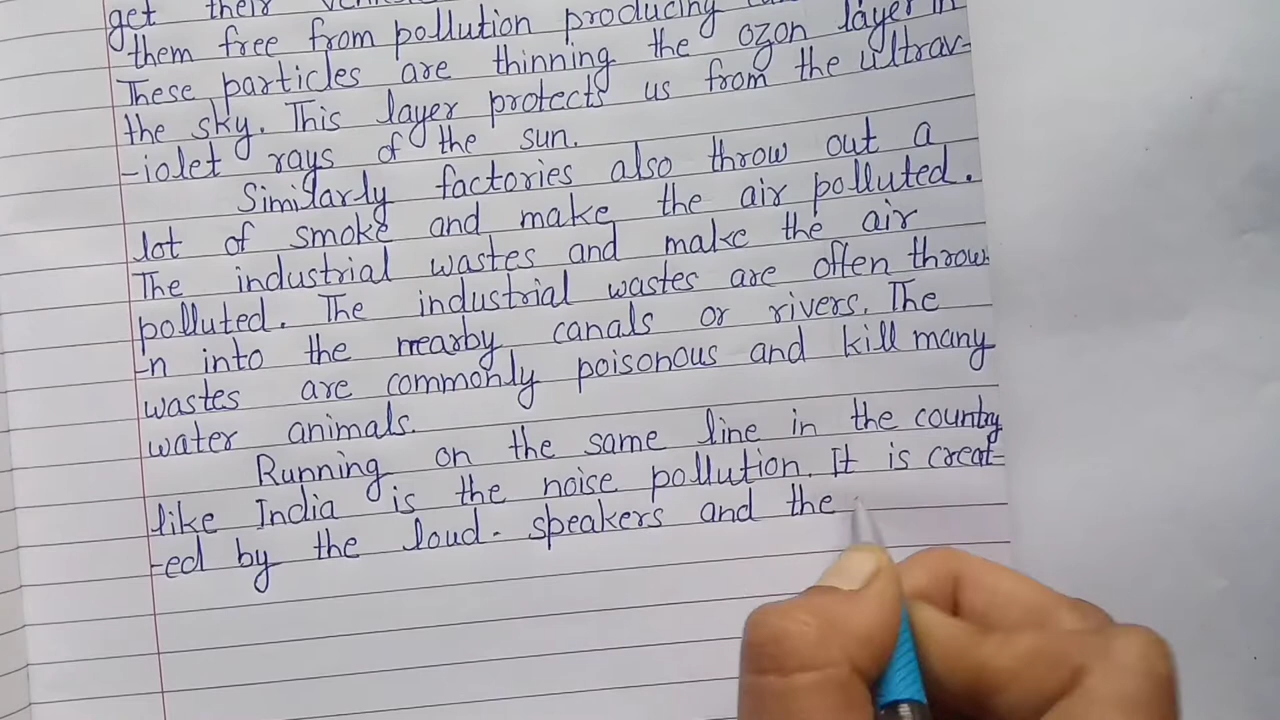 get their
them free from pollution producing
These particles are thinning the ozon layer in
the sky. This layer protects us from the ultrav-
-iolet rays of the sun.
Similarly factories also throw out a
lot of smoke and make the air polluted.
The industrial wastes and make the air
polluted. The industrial wastes are often throw
-n into the nearby canals or rivers. The
wastes are commonly poisonous and kill many
water animals.
Running on the same line in the country
like India is the noise pollution. It is creat-
-ed by the loud-speakers and the